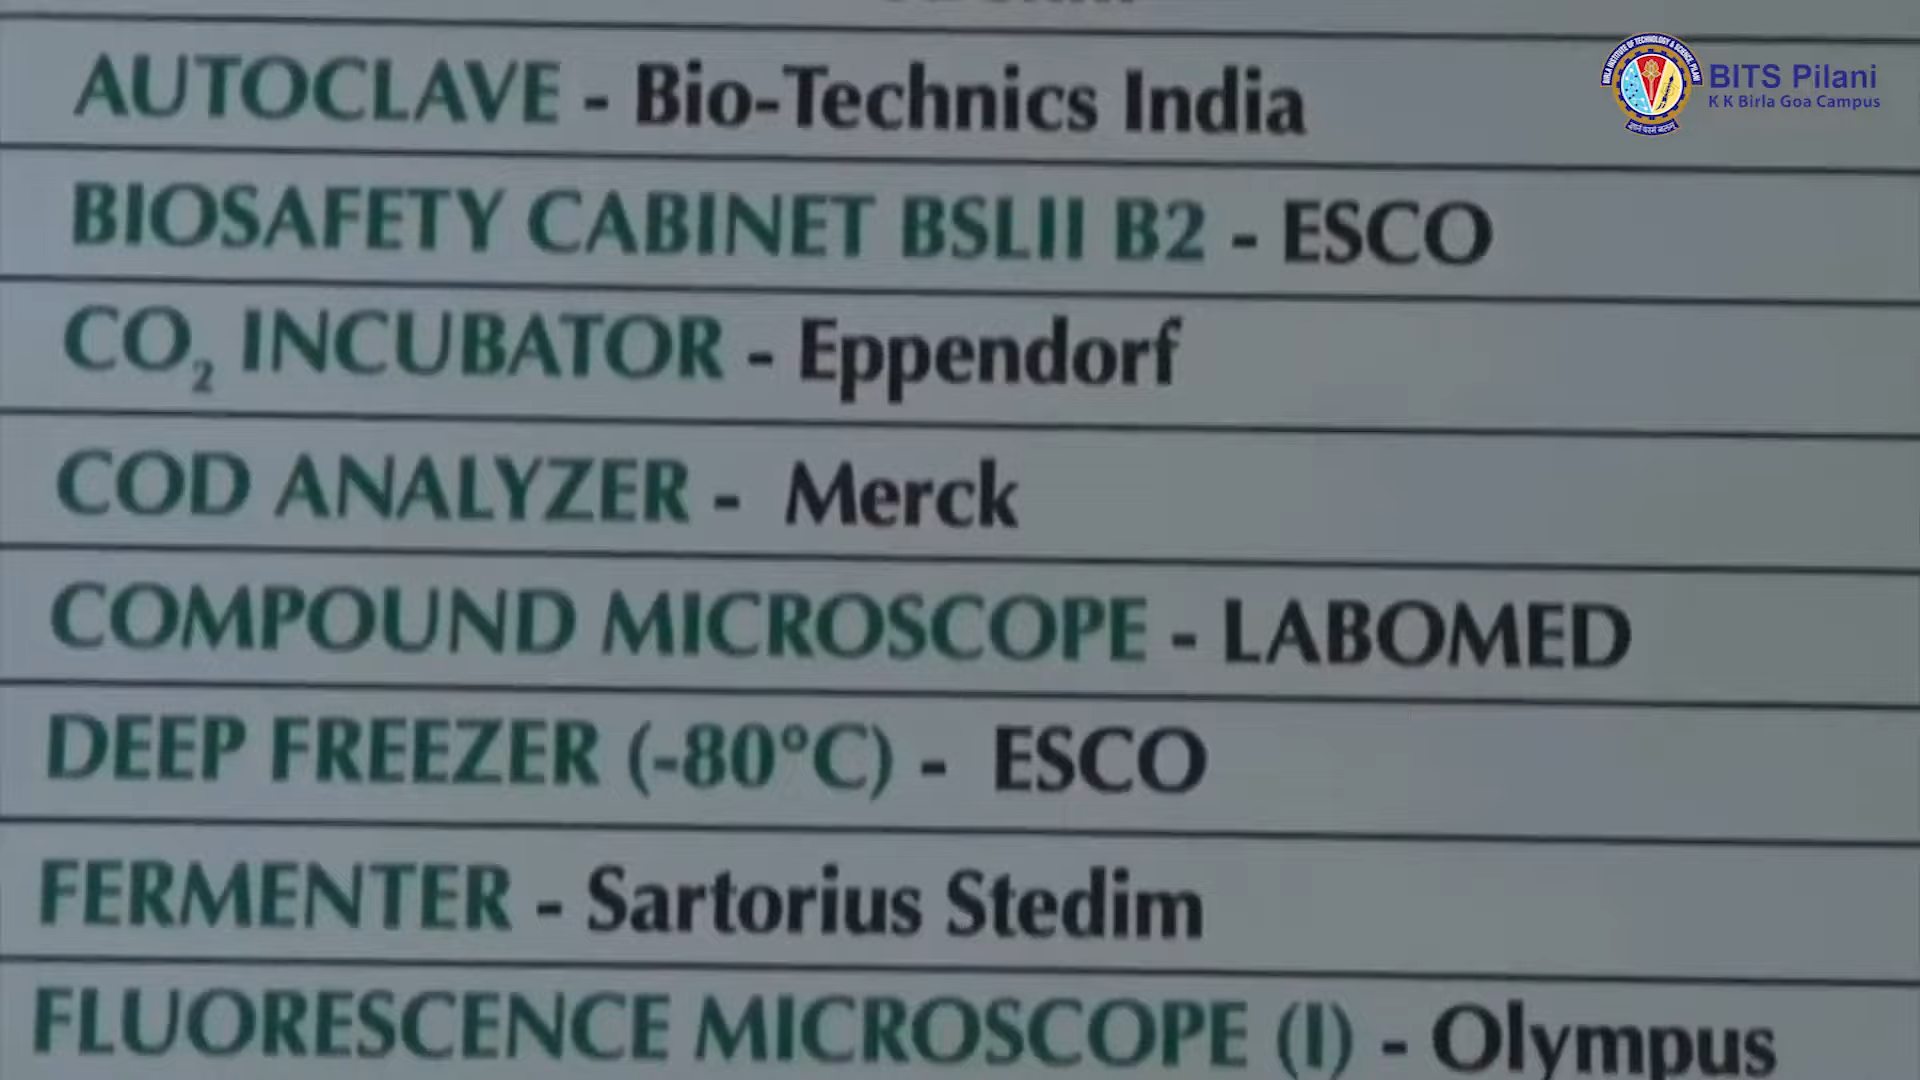 AUTOCLAVE - Bio-Technics India
BITS Pilani
K K Birla Goa Campus
BIOSAFETY CABINET BSLII B2 - ESCO
CO₂ INCUBATOR - Eppendorf
COD ANALYZER - Merck
COMPOUND MICROSCOPE - LABOMED
DEEP FREEZER (-80°C) - ESCO
FERMENTER - Sartorius Stedim
FLUORESCENCE MICROSCOPE (I) - Olympus